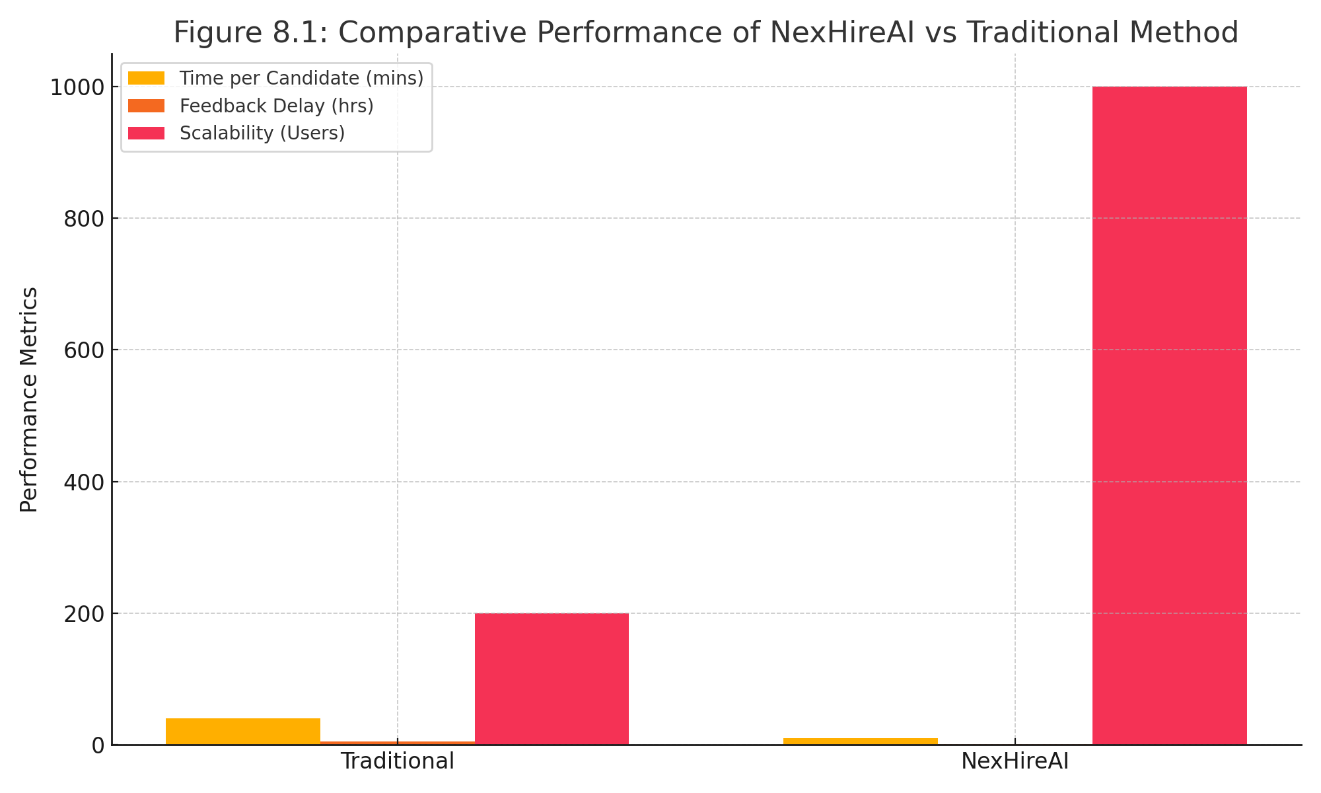 Figure 8.1: Comparative Performance of NexHireAI vs Traditional Method
Time per Candidate (mins)
Feedback Delay (hrs)
Scalability (Users)
Performance Metrics
1000
800
600
400
200
0
Traditional
NexHireAI